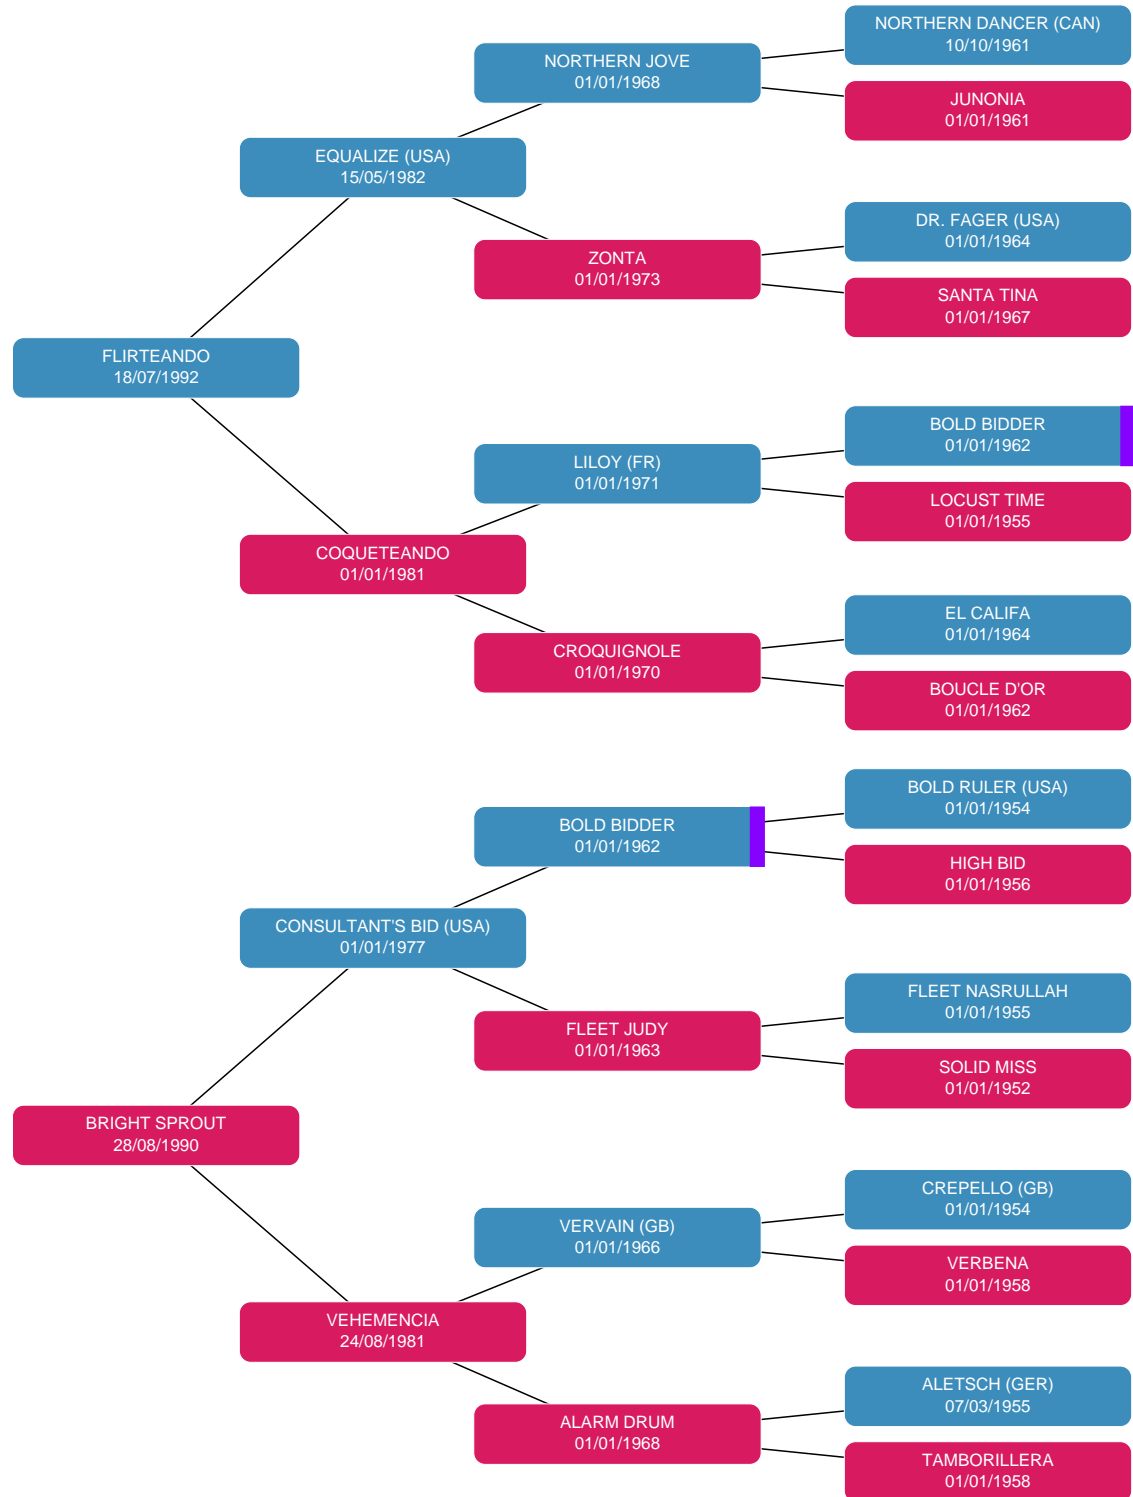 NORTHERN DANCER (CAN)
10/10/1961
NORTHERN JOVE
01/01/1968
JUNONIA
01/01/1961
EQUALIZE (USA)
15/05/1982
DR. FAGER (USA)
01/01/1964
ZONTA
01/01/1973
SANTA TINA
01/01/1967
FLIRTEANDO
18/07/1992
BOLD BIDDER
01/01/1962
LILOY (FR)
01/01/1971
LOCUST TIME
01/01/1955
COQUETEANDO
01/01/1981
EL CALIFA
01/01/1964
CROQUIGNOLE
01/01/1970
BOUCLE D'OR
01/01/1962
BOLD RULER (USA)
01/01/1954
BOLD BIDDER
01/01/1962
HIGH BID
01/01/1956
CONSULTANT'S BID (USA)
01/01/1977
FLEET NASRULLAH
01/01/1955
FLEET JUDY
01/01/1963
SOLID MISS
01/01/1952
BRIGHT SPROUT
28/08/1990
CREPELLO (GB)
01/01/1954
VERVAIN (GB)
01/01/1966
VERBENA
01/01/1958
VEHEMENCIA
24/08/1981
ALETSCH (GER)
07/03/1955
ALARM DRUM
01/01/1968
TAMBORILLERA
01/01/1958